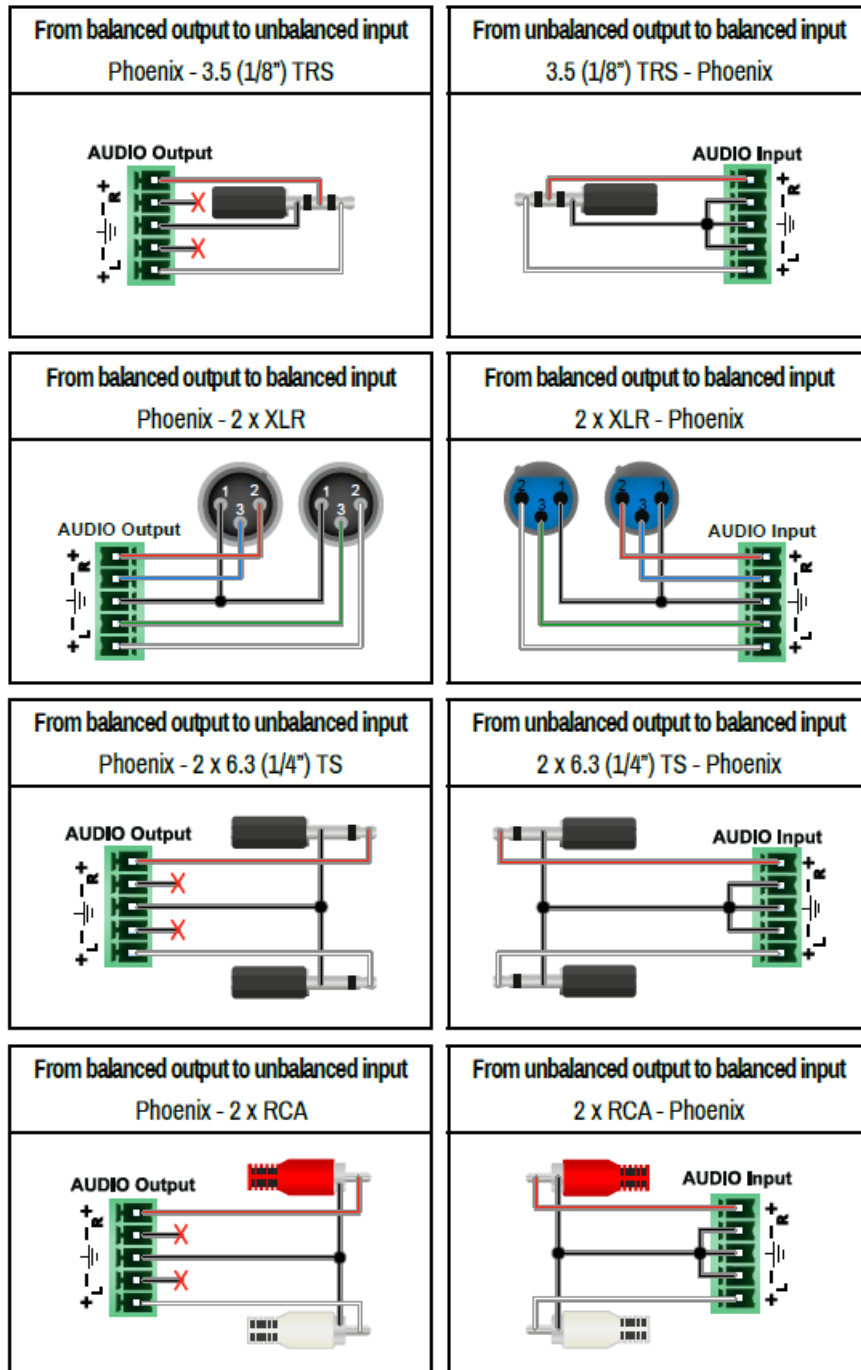 From balanced output to unbalanced input
Phoenix - 3.5 (1/8”) TRS
AUDIO Output
+
R
-
-
L
+
From unbalanced output to balanced input
3.5 (1/8”) TRS - Phoenix
AUDIO Input
+
R
-
-
L
+
From balanced output to balanced input
Phoenix - 2 x XLR
1 2
3
1 2
3
AUDIO Output
+
R
-
-
L
+
From balanced output to balanced input
2 x XLR - Phoenix
2 1
3
2 1
3
AUDIO Input
+
R
-
-
L
+
From balanced output to unbalanced input
Phoenix - 2 x 6.3 (1/4”) TS
AUDIO Output
+
R
-
-
L
+
From unbalanced output to balanced input
2 x 6.3 (1/4”) TS - Phoenix
AUDIO Input
+
R
-
-
L
+
From balanced output to unbalanced input
Phoenix - 2 x RCA
AUDIO Output
+
R
-
-
L
+
From unbalanced output to balanced input
2 x RCA - Phoenix
AUDIO Input
+
R
-
-
L
+